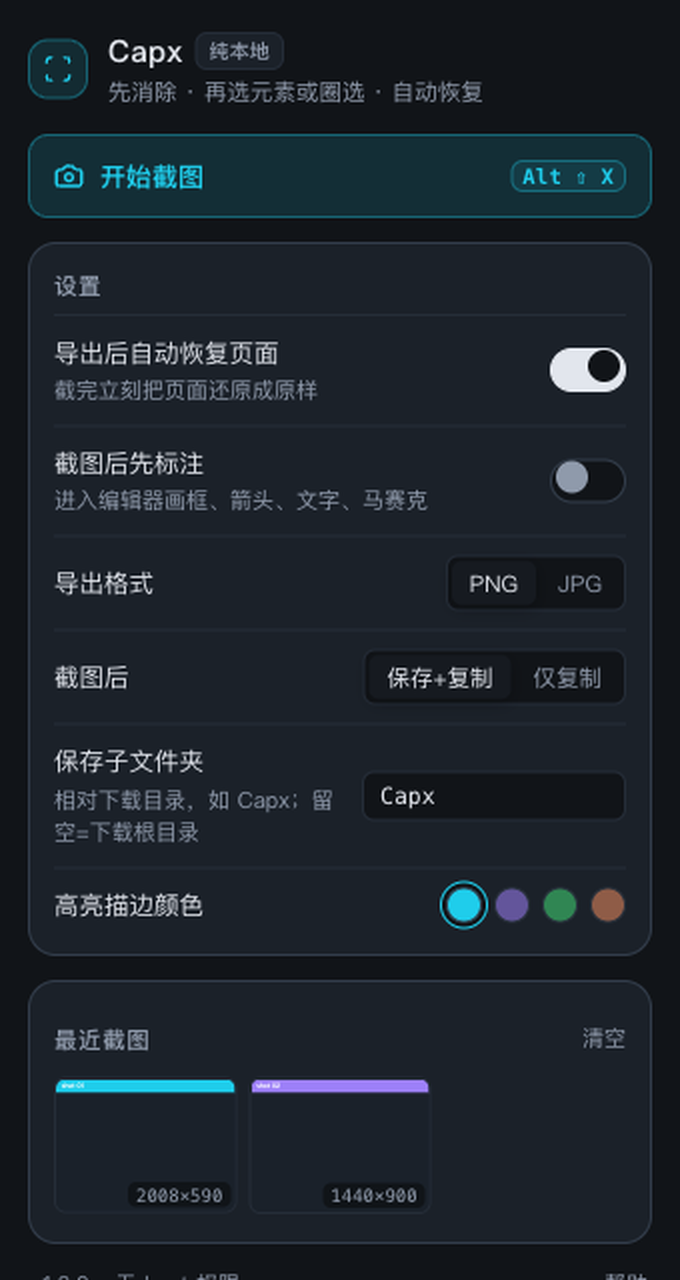 Capx 纯本地
先消除 · 再选元素或圈选 · 自动恢复
开始截图 Alt ⇧ X
设置
导出后自动恢复页面
截完立刻把页面还原成原样
截图后先标注
进入编辑器画框、箭头、文字、马赛克
导出格式 PNG JPG
截图后 保存+复制 仅复制
保存子文件夹
相对下载目录，如 Capx；留
空=下载根目录
Capx
高亮描边颜色
最近截图 清空
2008×590 1440×900